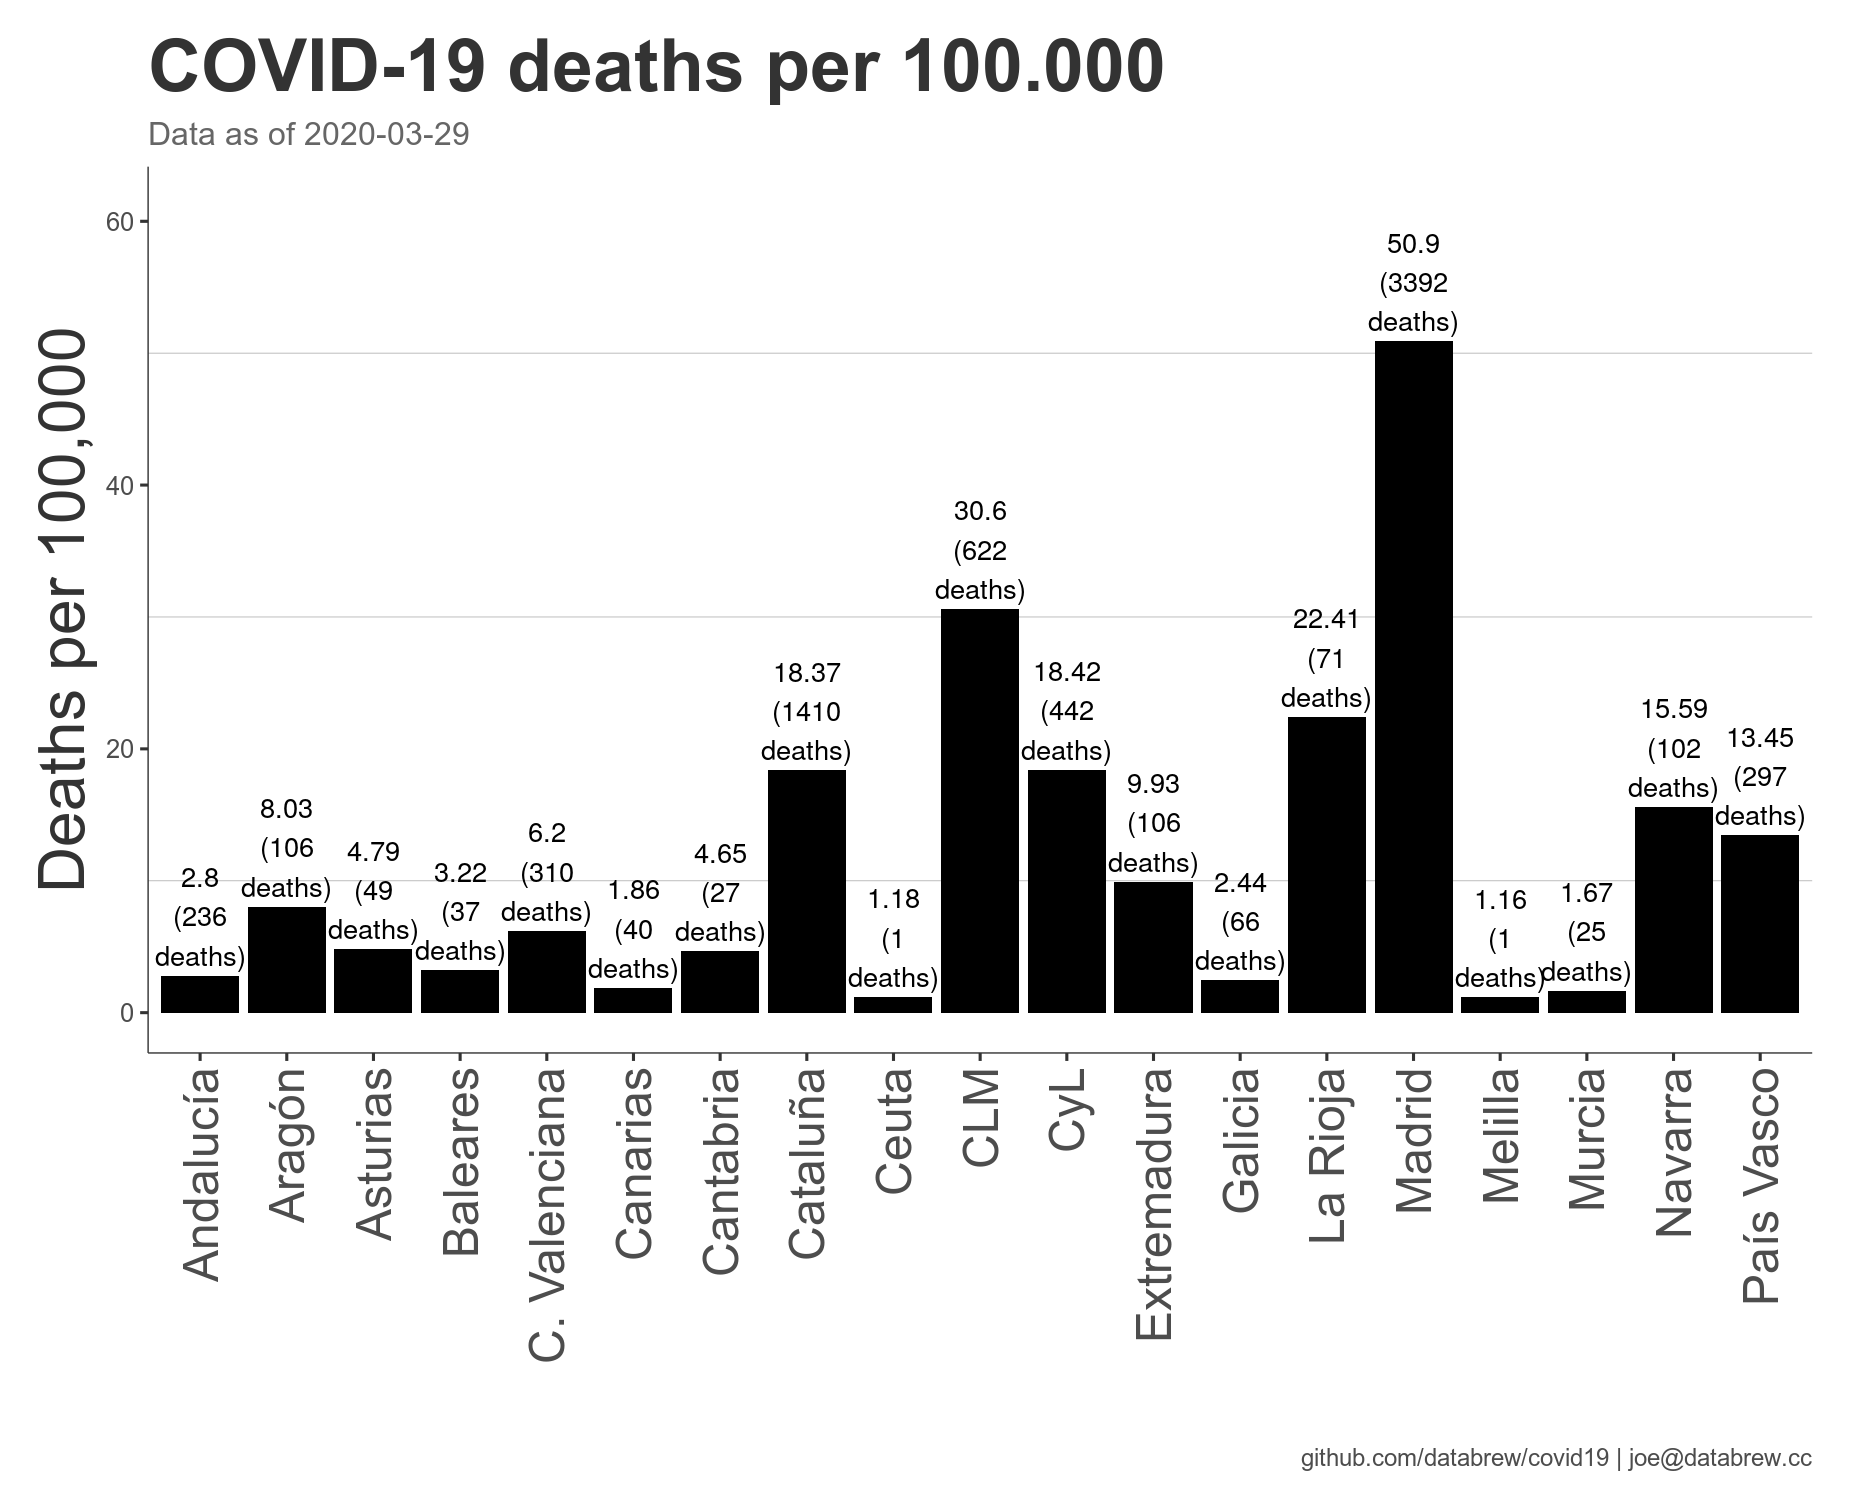 COVID-19 deaths per 100.000
Data as of 2020-03-29
Deaths per 100,000
60
40
20
0
2.8
(236
deaths)
8.03
(106
deaths)
4.79
(49
deaths)
3.22
(37
deaths)
6.2
(310
deaths)
1.86
(40
deaths)
4.65
(27
deaths)
18.37
(1410
deaths)
1.18
(1
deaths)
30.6
(622
deaths)
18.42
(442
deaths)
9.93
(106
deaths)
2.44
(66
deaths)
22.41
(71
deaths)
50.9
(3392
deaths)
1.16
(1
deaths)
1.67
(25
deaths)
15.59
(102
deaths)
13.45
(297
deaths)
Andalucía
Aragón
Asturias
Baleares
C. Valenciana
Canarias
Cantabria
Cataluña
Ceuta
CLM
CyL
Extremadura
Galicia
La Rioja
Madrid
Melilla
Murcia
Navarra
País Vasco
github.com/databrew/covid19 | joe@databrew.cc